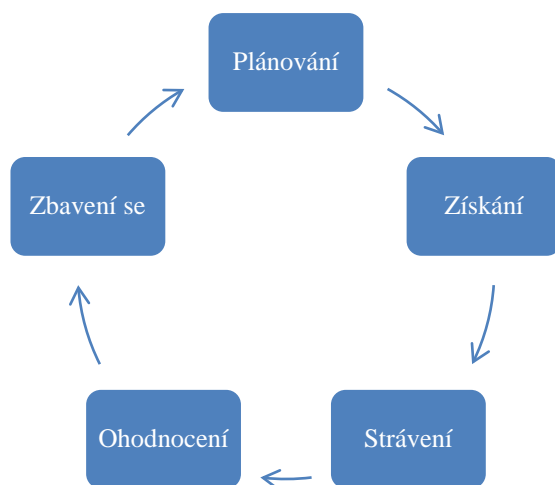 Plánování
Získání
Strávení
Ohodnocení
Zbavení se